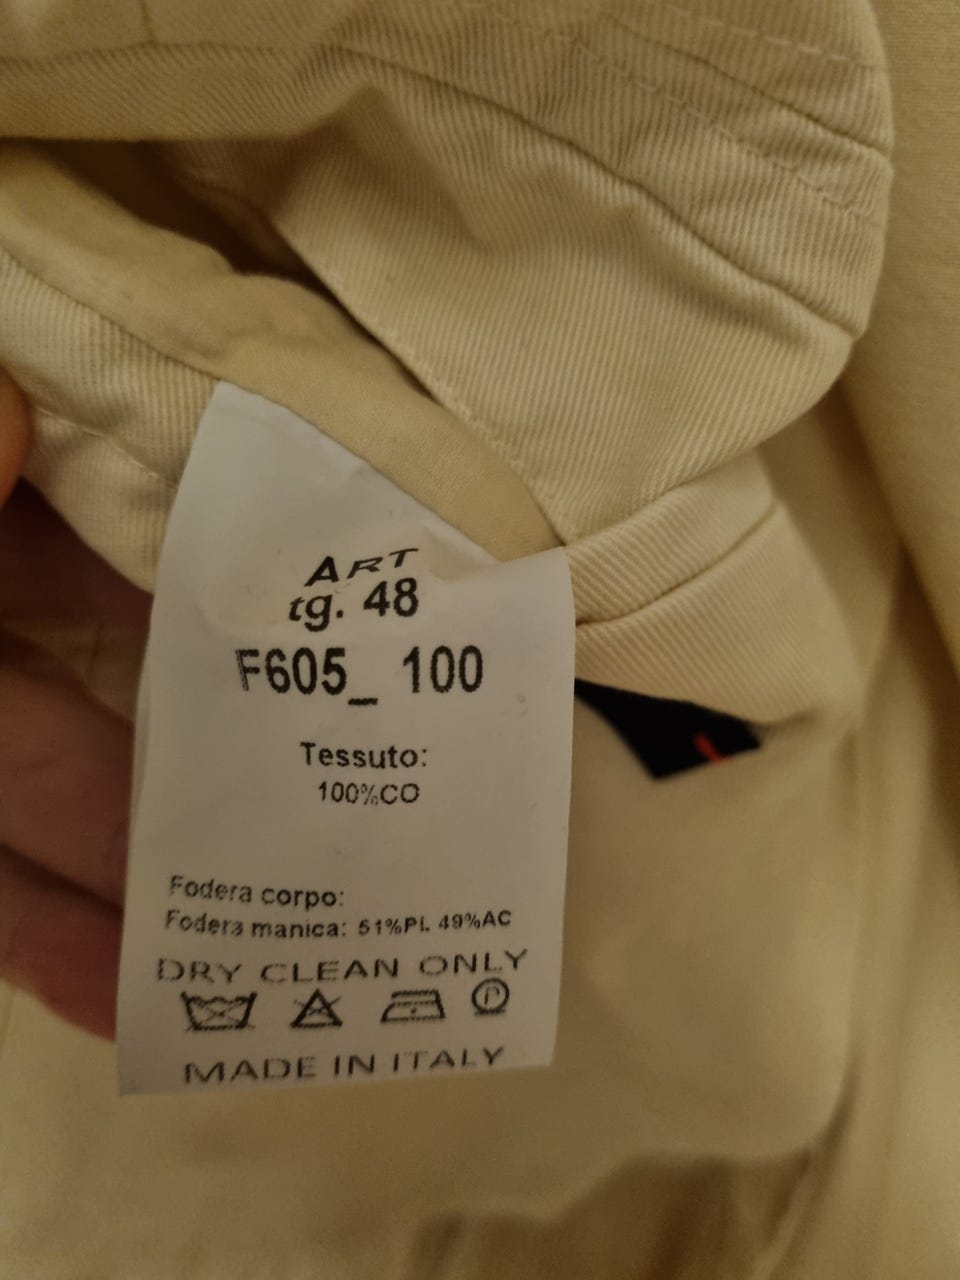 ART
tg. 48
F605_ 100
Tessuto:
100%CO
Fodera corpo:
Fodera manica: 51%PL 49%AC
DRY CLEAN ONLY
P
MADE IN ITALY